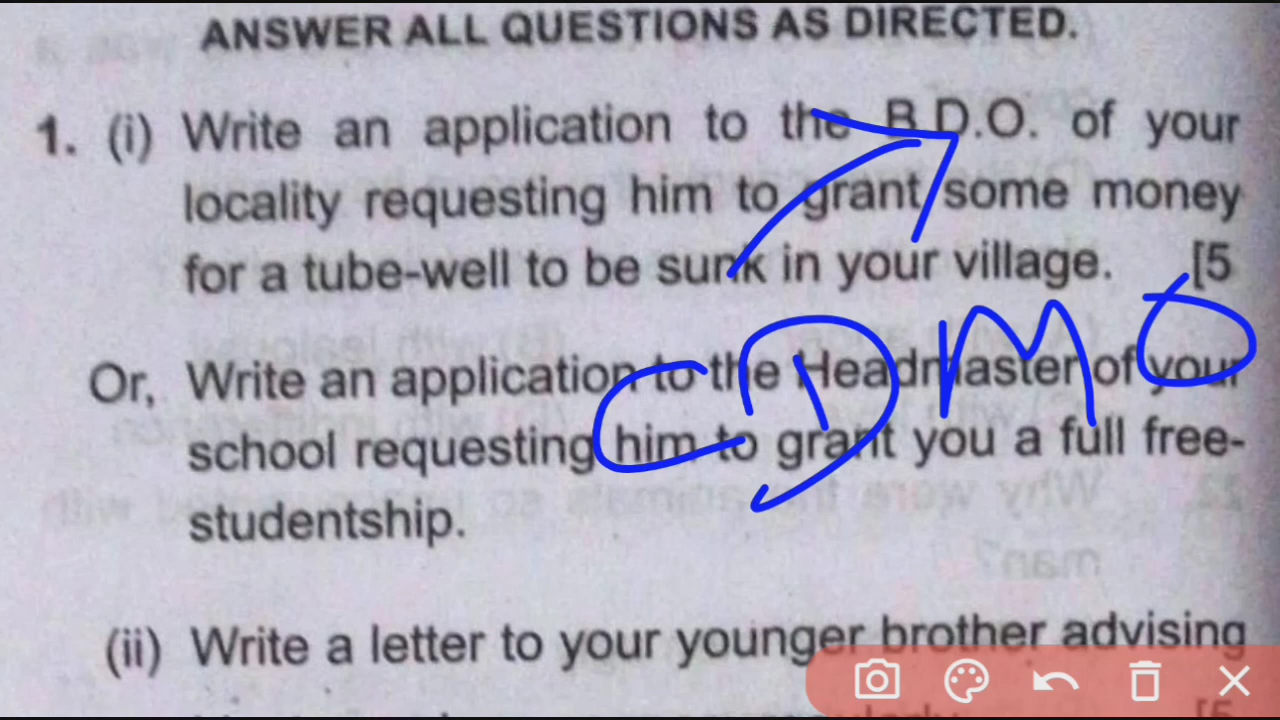 ANSWER ALL QUESTIONS AS DIRECTED.
1. (i) Write an application to the B.D.O. of your
locality requesting him to grant some money
for a tube-well to be sunk in your village. [5
CDMO
Or, Write an application to the Headmaster of your
school requesting him to grant you a full free-
studentship.
(ii) Write a letter to your younger brother advising
[5